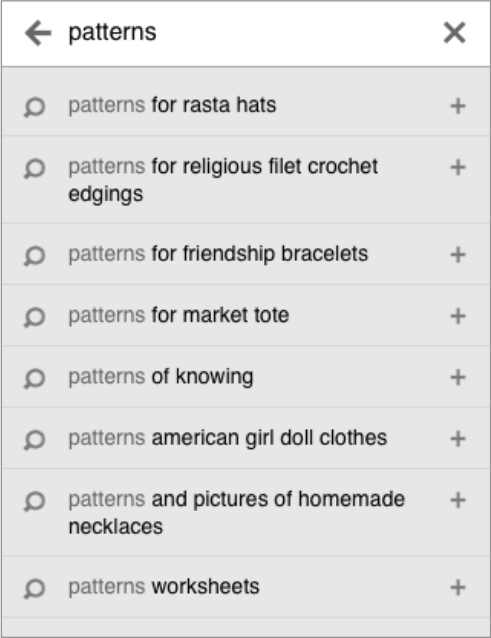 patterns
patterns for rasta hats
patterns for religious filet crochet
edgings
patterns for friendship bracelets
patterns for market tote
patterns of knowing
patterns american girl doll clothes
patterns and pictures of homemade
necklaces
patterns worksheets